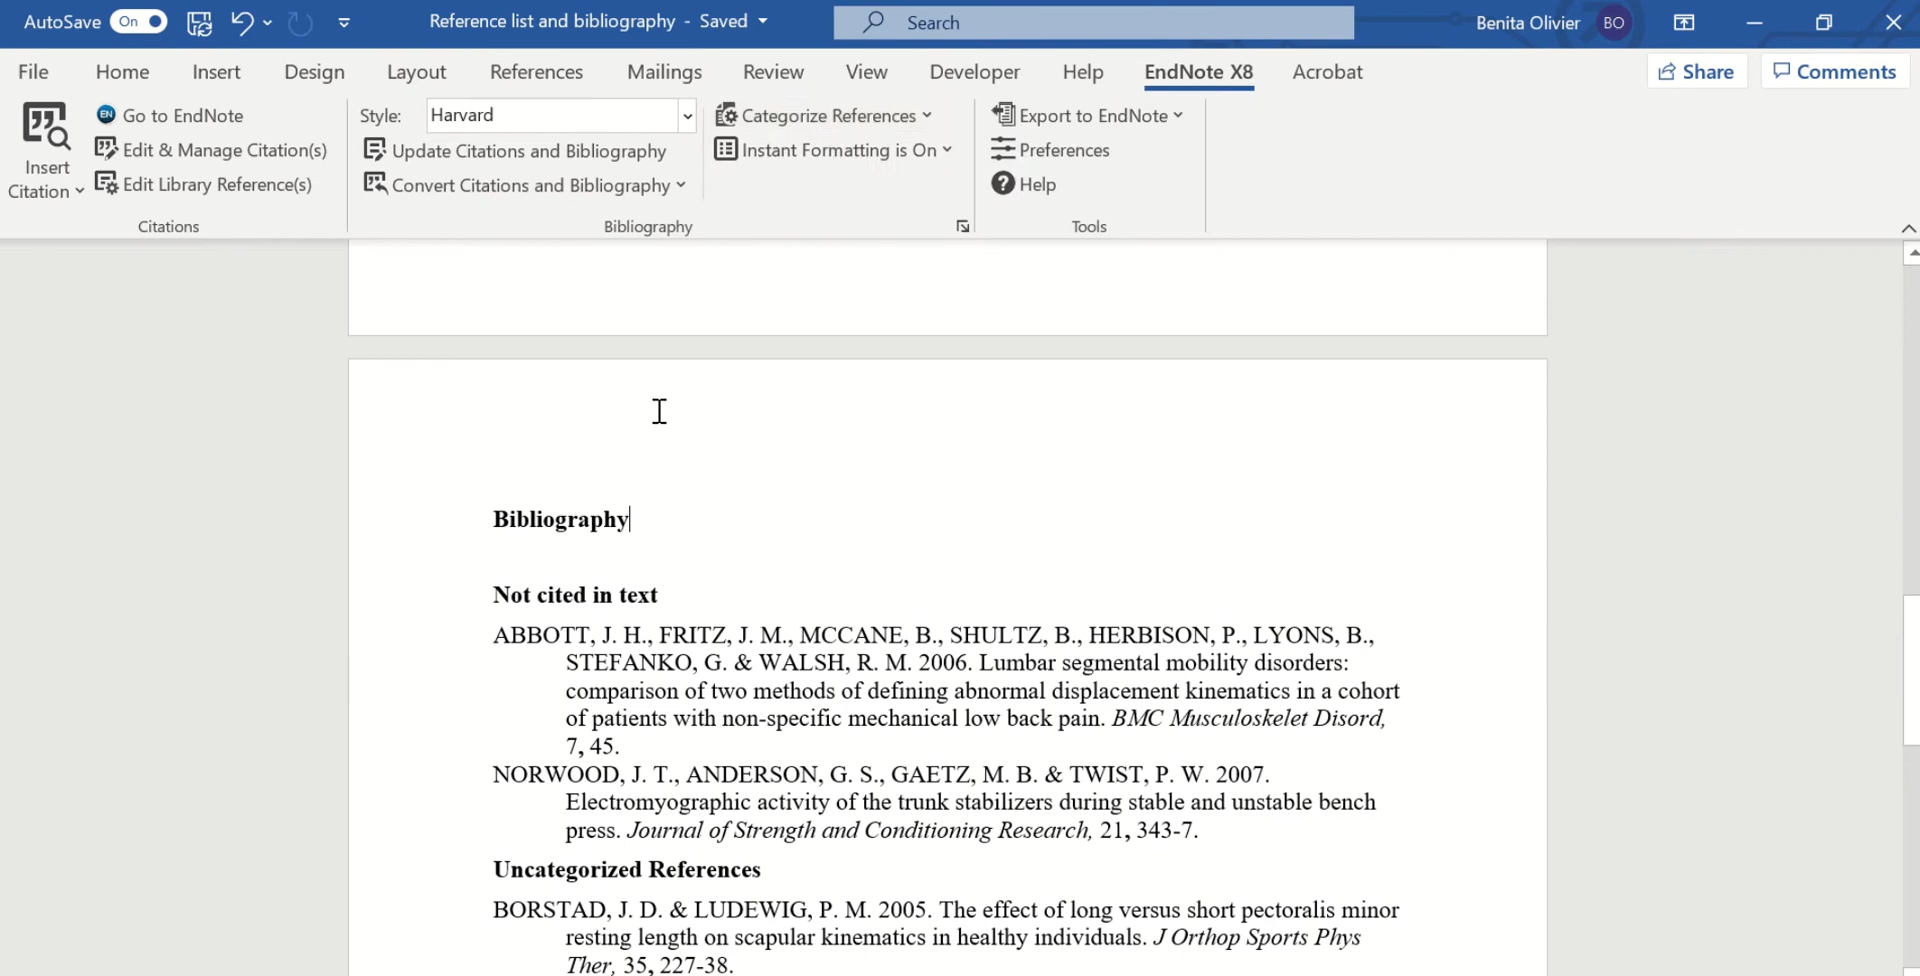 AutoSave On Reference list and bibliography - Saved Search Benita Olivier BO
File Home Insert Design Layout References Mailings Review View Developer Help EndNote X8 Acrobat Share Comments
EN Go to EndNote Style: Harvard Categorize References Export to EndNote
Edit & Manage Citation(s) Update Citations and Bibliography Instant Formatting is On Preferences
Insert
Citation Edit Library Reference(s) Convert Citations and Bibliography ? Help
Citations Bibliography Tools
Bibliography
Not cited in text
ABBOTT, J. H., FRITZ, J. M., MCCANE, B., SHULTZ, B., HERBISON, P., LYONS, B.,
STEFANKO, G. & WALSH, R. M. 2006. Lumbar segmental mobility disorders:
comparison of two methods of defining abnormal displacement kinematics in a cohort
of patients with non-specific mechanical low back pain. BMC Musculoskelet Disord,
7, 45.
NORWOOD, J. T., ANDERSON, G. S., GAETZ, M. B. & TWIST, P. W. 2007.
Electromyographic activity of the trunk stabilizers during stable and unstable bench
press. Journal of Strength and Conditioning Research, 21, 343-7.
Uncategorized References
BORSTAD, J. D. & LUDEWIG, P. M. 2005. The effect of long versus short pectoralis minor
resting length on scapular kinematics in healthy individuals. J Orthop Sports Phys
Ther, 35, 227-38.